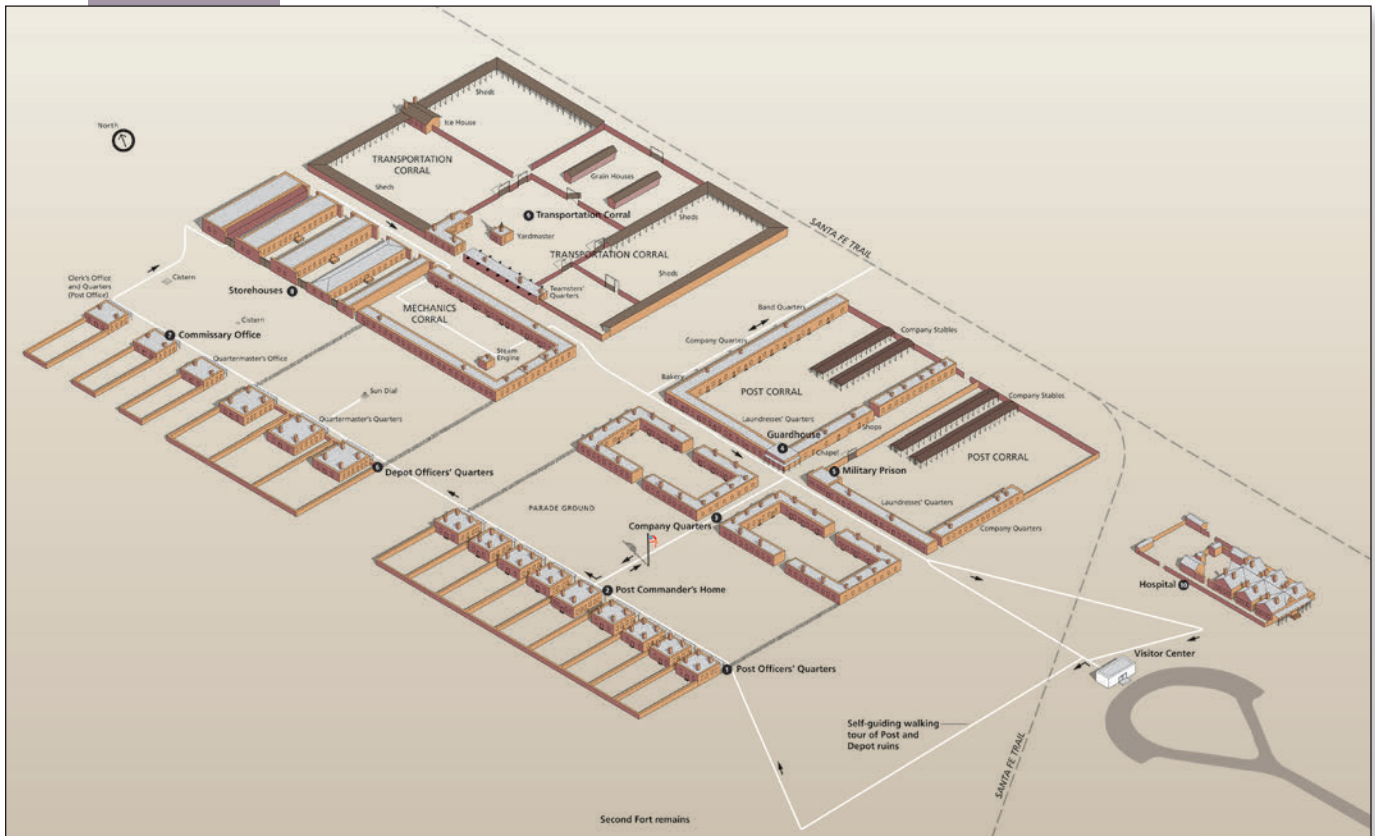 North
Sheds
Ice House
TRANSPORTATION
CORRAL
Sheds
Grain Houses
9 Transportation Corral
Sheds
Yardmaster
TRANSPORTATION CORRAL
Sheds
Teamsters'
Quarters
SANTA FE TRAIL
Clerk's Office
and Quarters
(Post Office)
Cistern
Storehouses 8
Cistern
MECHANICS
CORRAL
Steam
Engine
7 Commissary Office
Quartermaster's Office
Sun Dial
Quartermaster's Quarters
6 Depot Officers' Quarters
Band Quarters
Company Quarters
Company Stables
Bakery
POST CORRAL
Laundresses' Quarters
Company Stables
Guardhouse
4
Shops
Chapel
5 Military Prison
POST CORRAL
Laundresses' Quarters
Company Quarters
PARADE GROUND
Company Quarters 3
2 Post Commander's Home
1 Post Officers' Quarters
Hospital 10
Visitor Center
Self-guiding walking
tour of Post and
Depot ruins
SANTA FE TRAIL
Second Fort remains